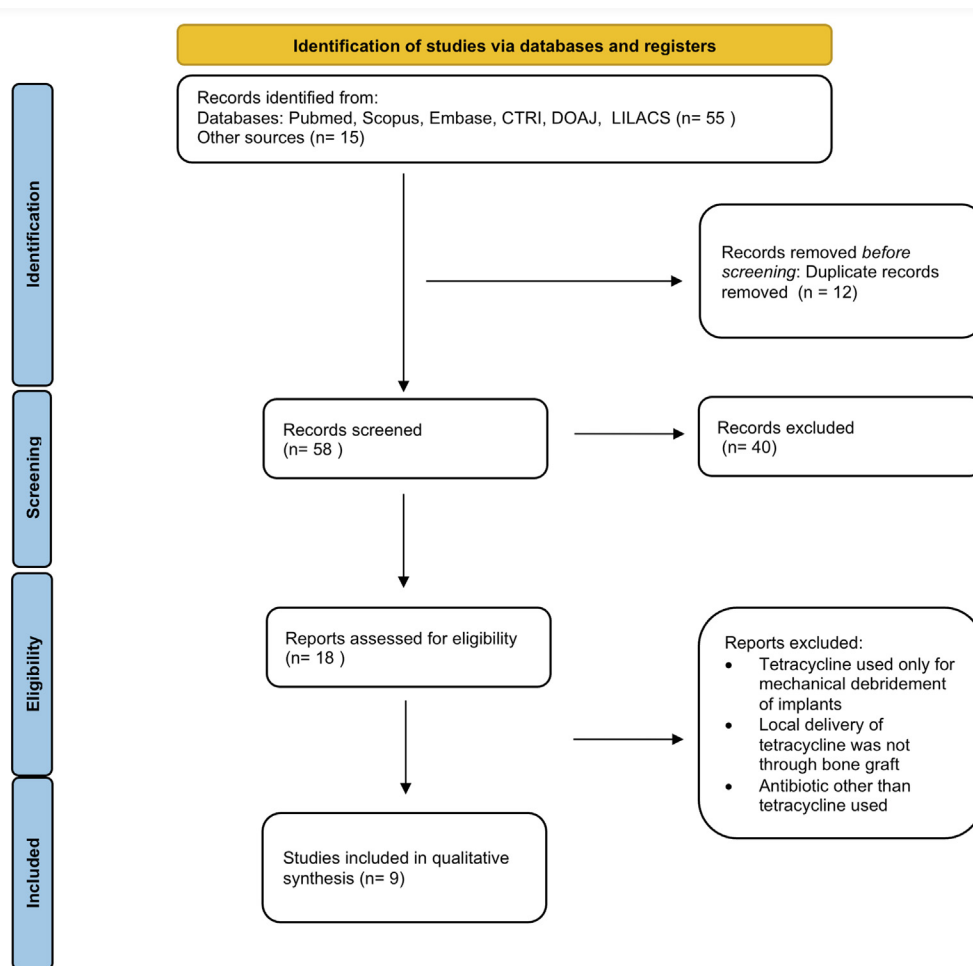 Identification of studies via databases and registers
Identification
Records identified from:
Databases: Pubmed, Scopus, Embase, CTRI, DOAJ, LILACS (n= 55 )
Other sources (n= 15)
Records removed before
screening: Duplicate records
removed (n = 12)
Screening
Records screened
(n= 58 )
Records excluded
(n= 40)
Eligibility
Reports assessed for eligibility
(n= 18 )
Reports excluded:
• Tetracycline used only for
mechanical debridement
of implants
• Local delivery of
tetracycline was not
through bone graft
• Antibiotic other than
tetracycline used
Included
Studies included in qualitative
synthesis (n= 9)